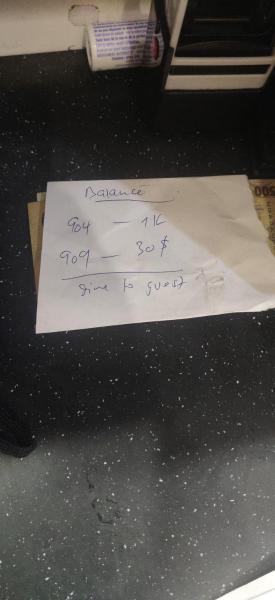 Balance
904 — 1K
909 — 30$
give to guest